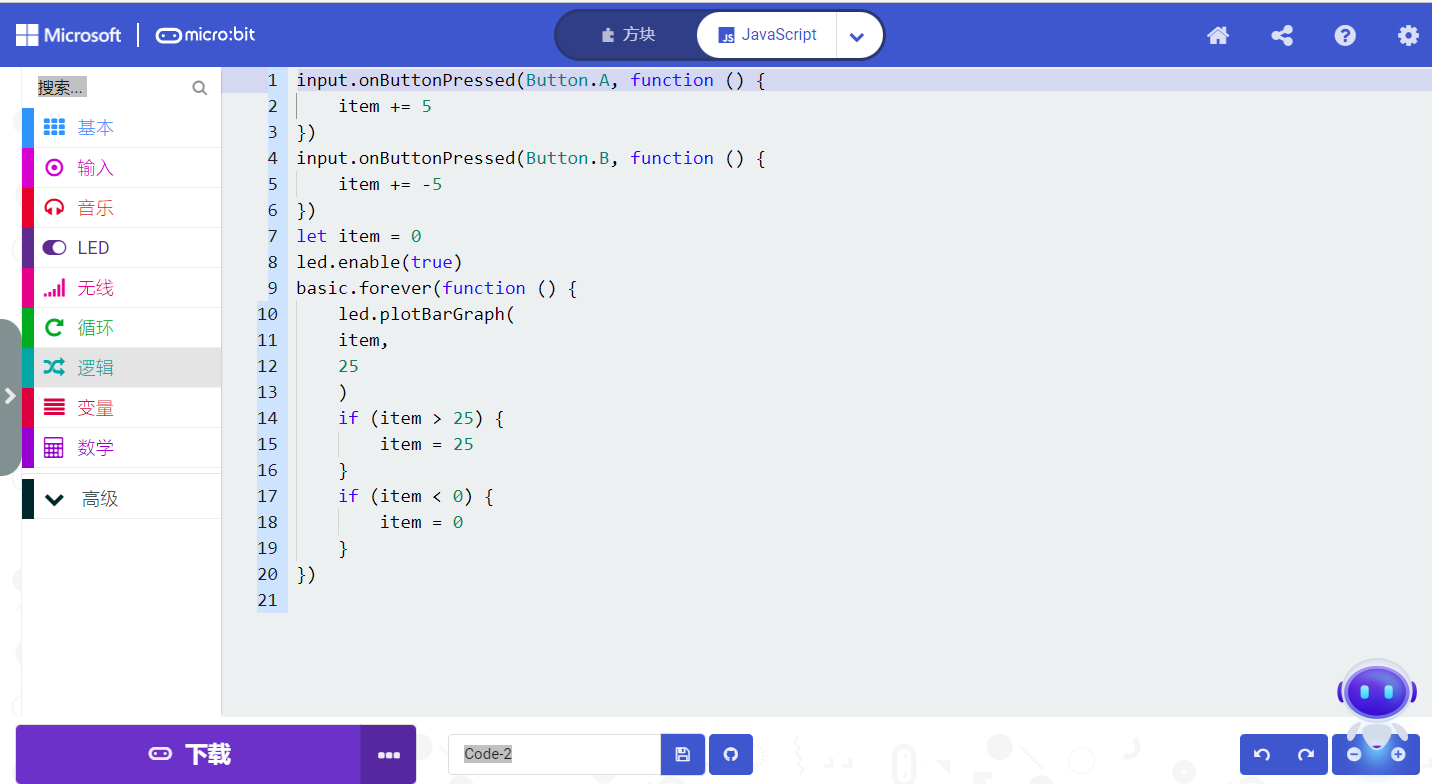 Microsoft | micro:bit
方块
JavaScript
搜索...
基本
输入
音乐
LED
无线
循环
逻辑
变量
数学
高级
1 input.onButtonPressed(Button.A, function () {
2     item += 5
3 })
4 input.onButtonPressed(Button.B, function () {
5     item += -5
6 })
7 let item = 0
8 led.enable(true)
9 basic.forever(function () {
10     led.plotBarGraph(
11     item,
12     25
13     )
14     if (item > 25) {
15         item = 25
16     }
17     if (item < 0) {
18         item = 0
19     }
20 })
21
下载
Code-2